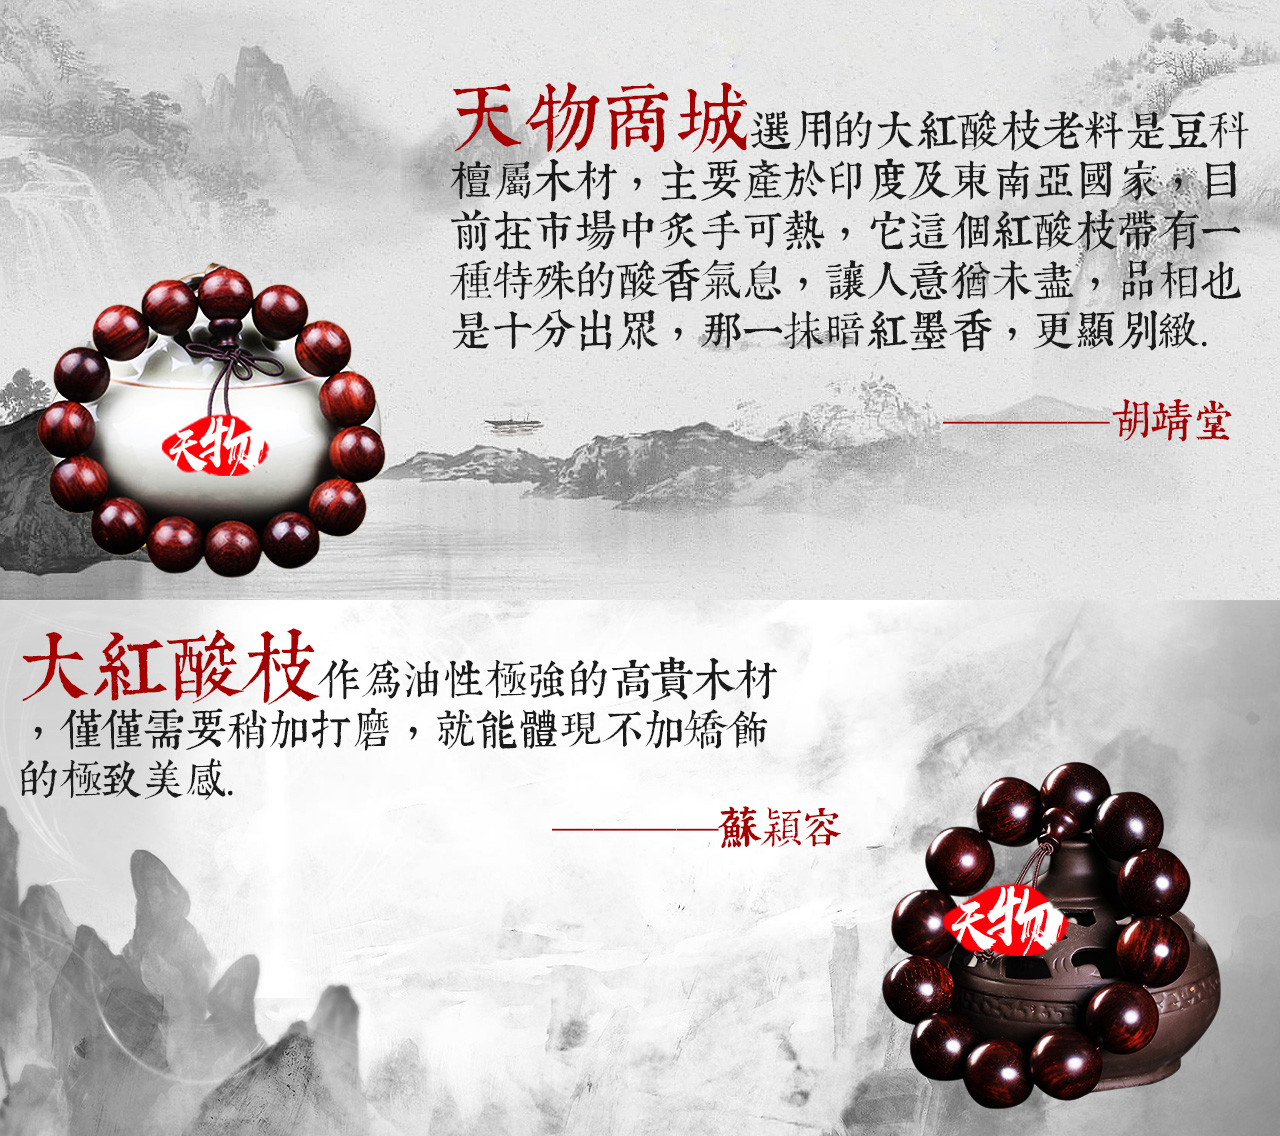 天物商城選用的大紅酸枝老料是豆科
檀屬木材，主要產於印度及東南亞國家，目
前在市場中炙手可熱，它這個紅酸枝帶有一
種特殊的酸香氣息，讓人意猶未盡，品相也
是十分出眾，那一抹暗紅墨香，更顯別緻.
————胡靖堂
天物
大紅酸枝作為油性極強的高貴木材
，僅僅需要稍加打磨，就能體現不加矯飾
的極致美感.
————蘇穎容
天物